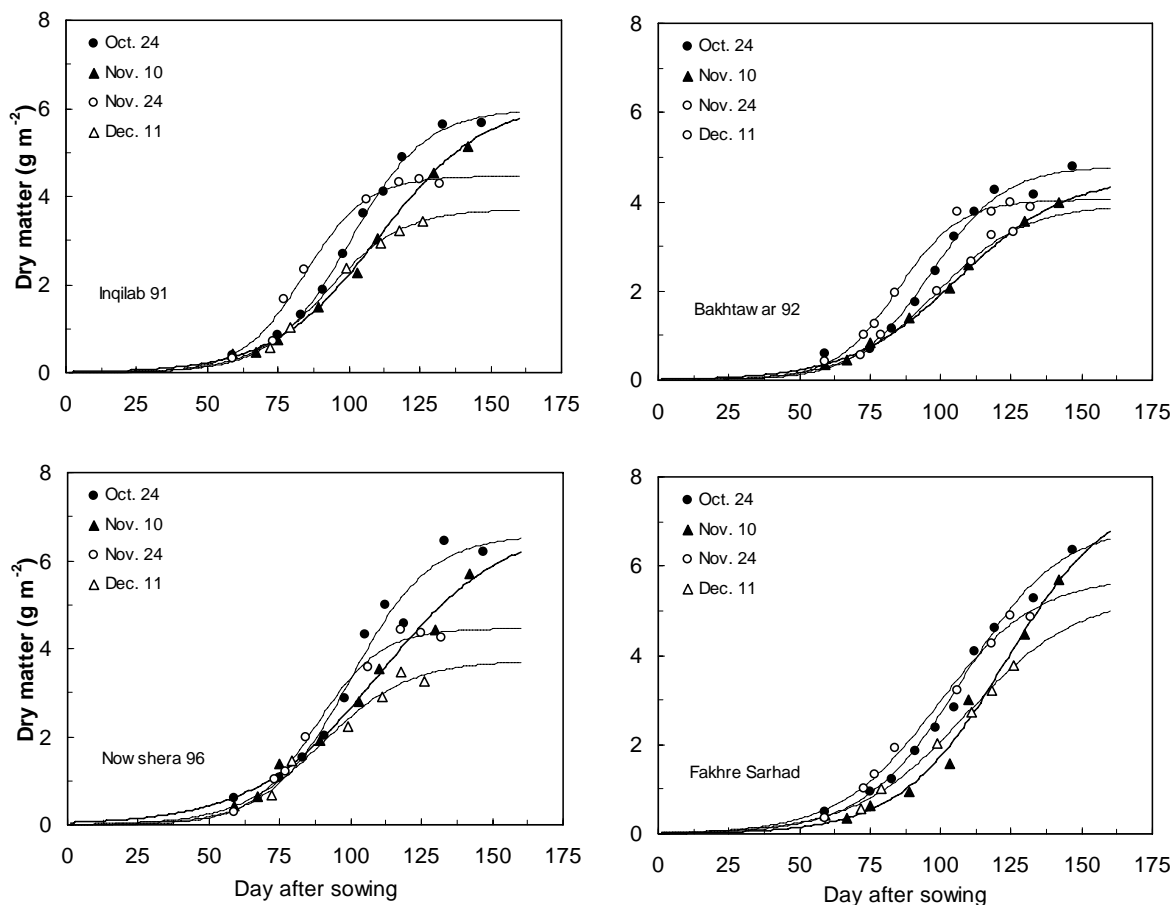 8
6
4
2
0
Dry matter (g m⁻²)
Oct. 24
Nov. 10
Nov. 24
Dec. 11
Inqilab 91
0 25 50 75 100 125 150 175
8
6
4
2
0
Oct. 24
Nov. 10
Nov. 24
Dec. 11
Bakhtaw ar 92
0 25 50 75 100 125 150 175
8
6
4
2
0
Dry matter (g m⁻²)
Oct. 24
Nov. 10
Nov. 24
Dec. 11
Now shera 96
0 25 50 75 100 125 150 175
Day after sowing
8
6
4
2
0
Oct. 24
Nov. 10
Nov. 24
Dec. 11
Fakhre Sarhad
0 25 50 75 100 125 150 175
Day after sowing